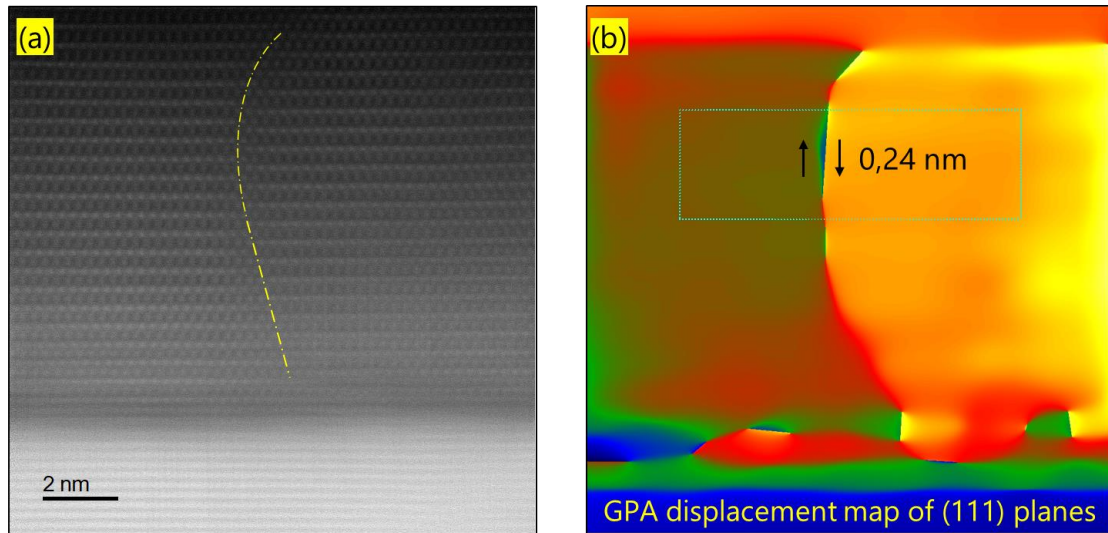 (a)
2 nm
(b)
0,24 nm
GPA displacement map of (111) planes